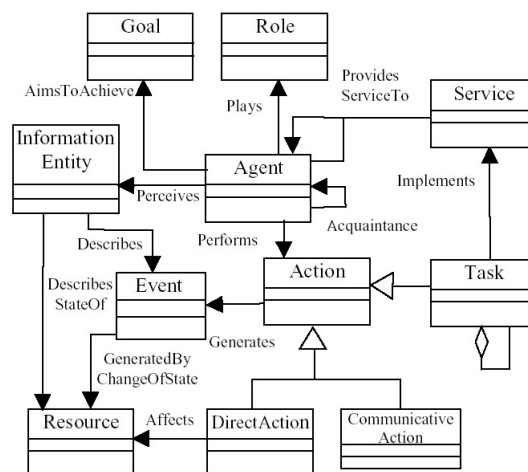 Goal
Role
AimsToAchieve
Plays
Provides
ServiceTo
Service
Information
Entity
Agent
Perceives
Implements
Describes
Performs
Acquaintance
Describes
StateOf
Event
Action
Task
Generates
GeneratedBy
ChangeOfState
Resource
Affects
DirectAction
Communicative
Action